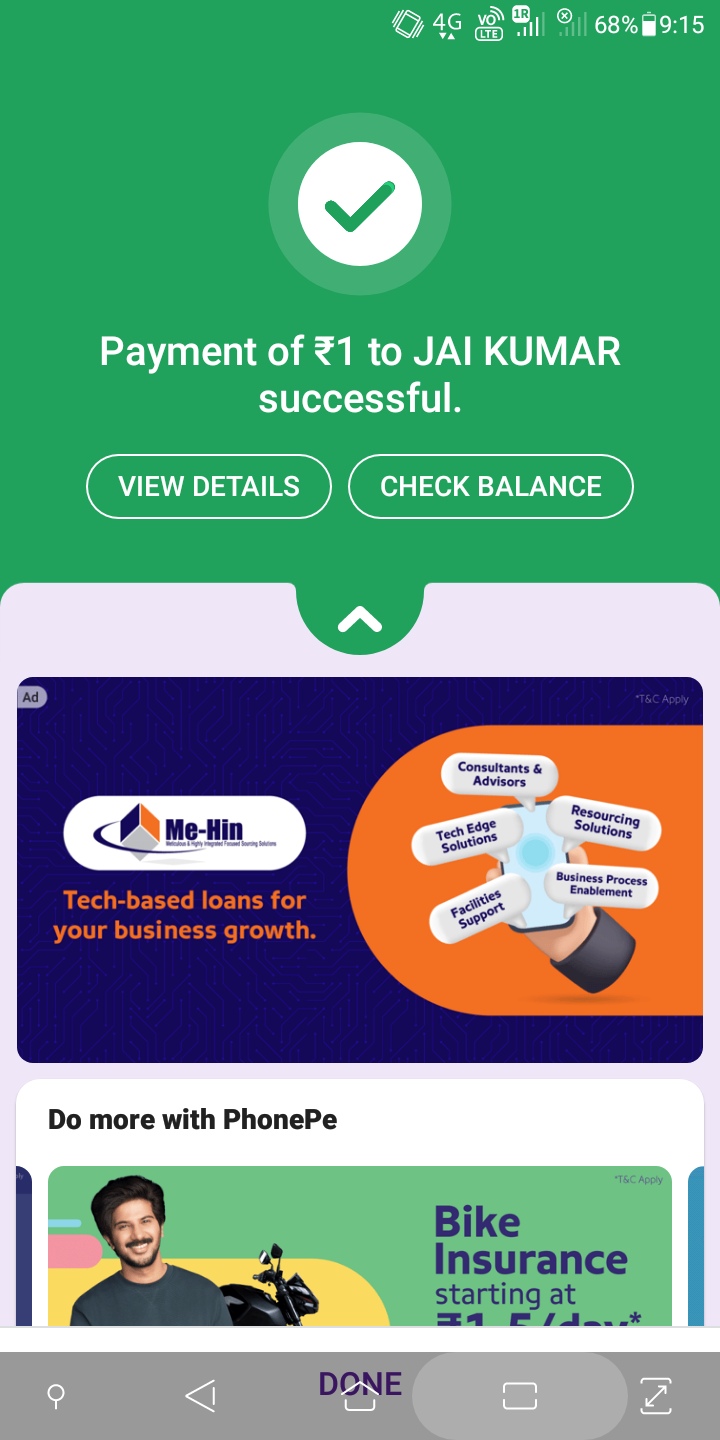 4G VO LTE 1R 68% 9:15
Payment of ₹1 to JAI KUMAR
successful.
VIEW DETAILS CHECK BALANCE
Ad
*T&C Apply
Me-Hin
Meticulous & Highly Integrated Focused Sourcing Solutions
Tech-based loans for
your business growth.
Consultants &
Advisors
Tech Edge
Solutions
Resourcing
Solutions
Facilities
Support
Business Process
Enablement
Do more with PhonePe
*T&C Apply
Bike
Insurance
starting at
DONE